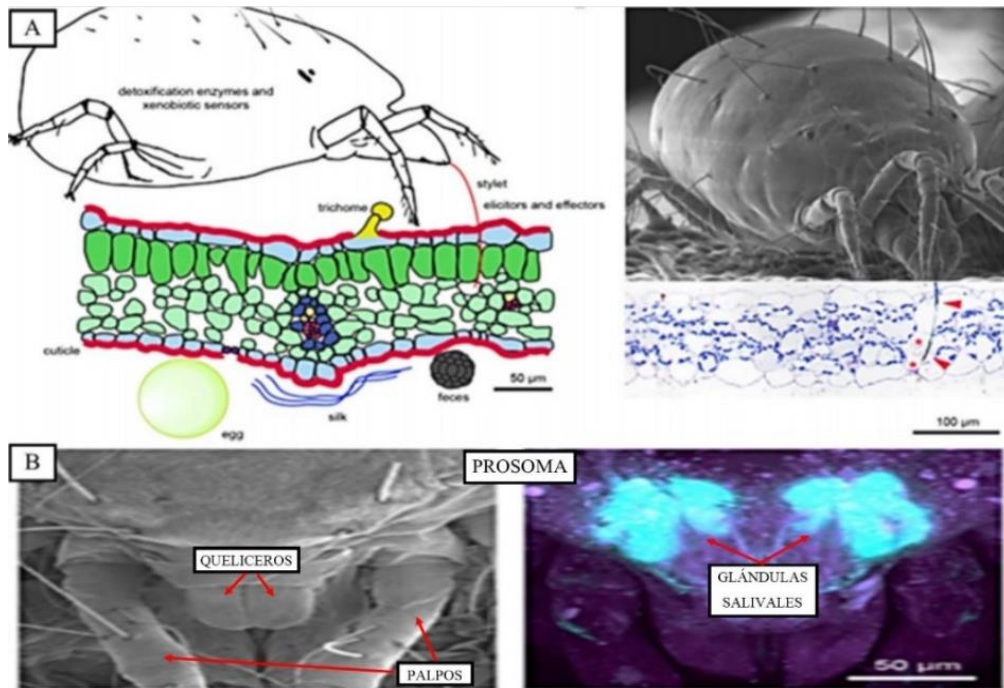 A
detoxification enzymes and
xenobiotic sensors
stylet
elicitors and effectors
trichome
cuticle
50 µm
feces
silk
egg
100 µm
B
PROSOMA
QUELICEROS
PALPOS
GLÁNDULAS
SALIVALES
50 µm